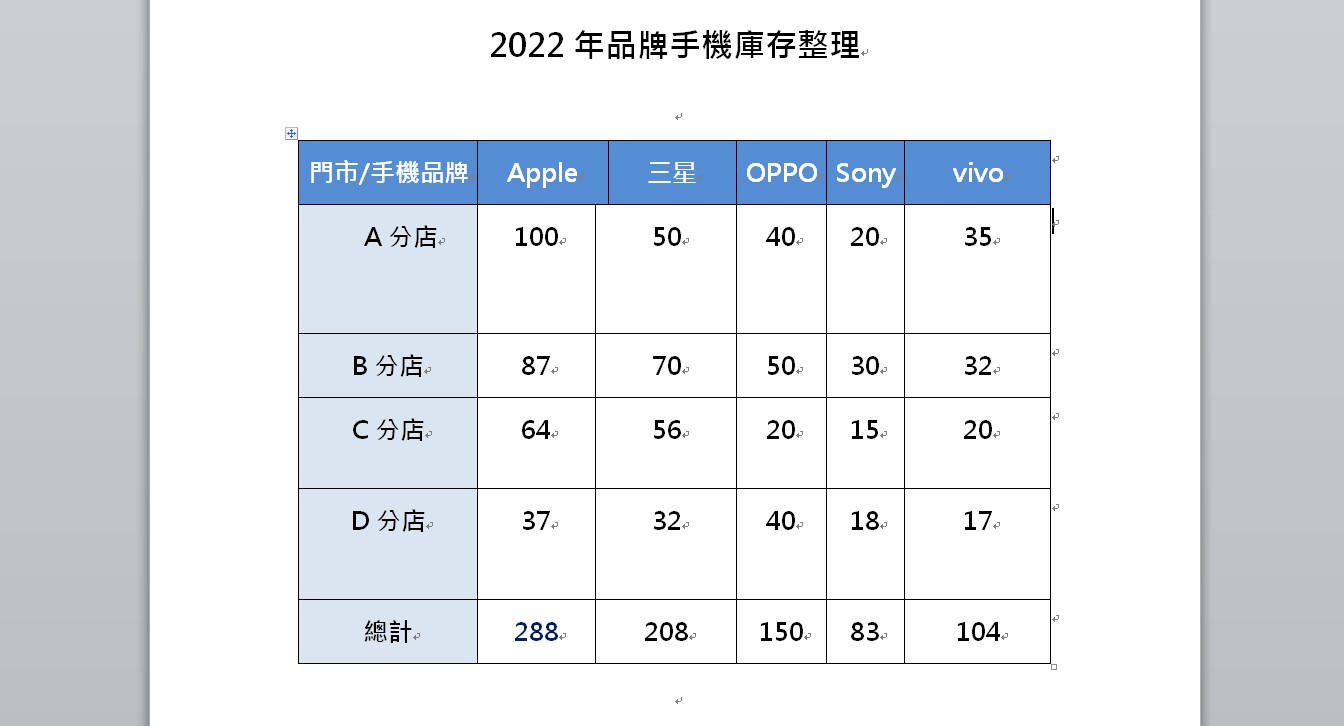 2022 年品牌手機庫存整理
門市/手機品牌 Apple 三星 OPPO Sony vivo
A 分店 100 50 40 20 35
B 分店 87 70 50 30 32
C 分店 64 56 20 15 20
D 分店 37 32 40 18 17
總計 288 208 150 83 104